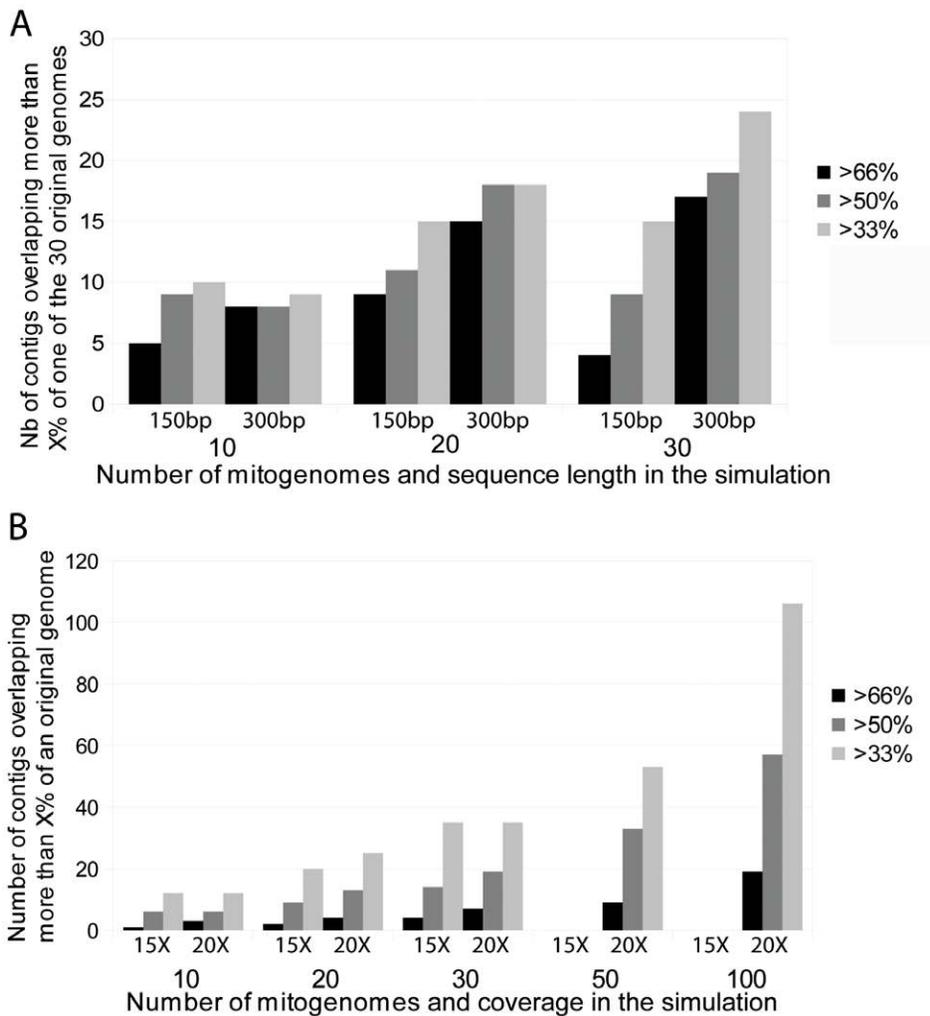 A
Nb of contigs overlapping more than
X% of one of the 30 original genomes
30
25
20
15
10
5
0
150bp 300bp 150bp 300bp 150bp 300bp
10 20 30
Number of mitogenomes and sequence length in the simulation
>66%
>50%
>33%
B
Number of contigs overlapping
more than X% of an original genome
120
100
80
60
40
20
0
15X 20X 15X 20X 15X 20X 15X 20X 15X 20X
10 20 30 50 100
Number of mitogenomes and coverage in the simulation
>66%
>50%
>33%